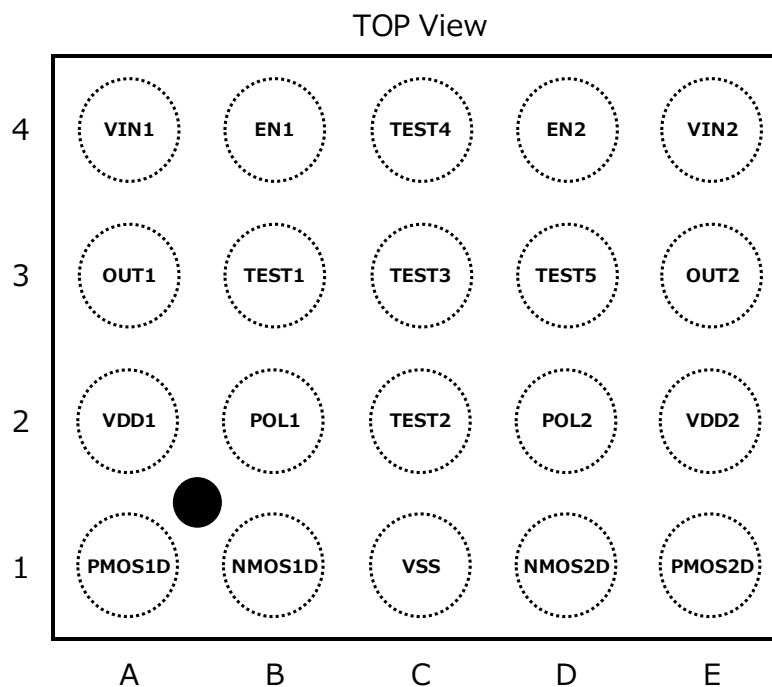 TOP View
4 VIN1 EN1 TEST4 EN2 VIN2
3 OUT1 TEST1 TEST3 TEST5 OUT2
2 VDD1 POL1 TEST2 POL2 VDD2
1 PMOS1D NMOS1D VSS NMOS2D PMOS2D
A B C D E